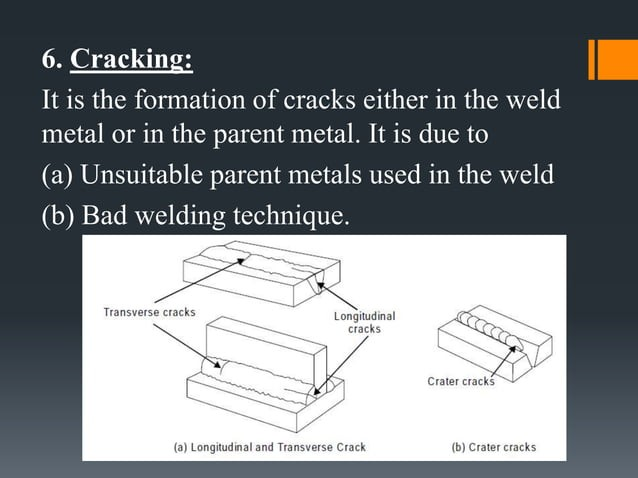 6. Cracking:
It is the formation of cracks either in the weld
metal or in the parent metal. It is due to
(a) Unsuitable parent metals used in the weld
(b) Bad welding technique.
Transverse cracks
Longitudinal
cracks
Crater cracks
(a) Longitudinal and Transverse Crack
(b) Crater cracks